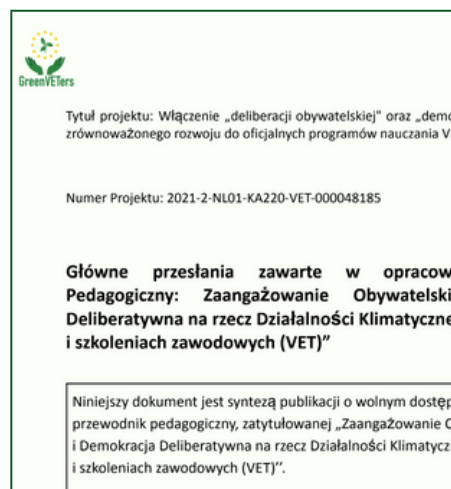 GreenVETers
Tytuł projektu: Włączenie „deliberacji obywatelskiej" oraz „demo
zrównoważonego rozwoju do oficjalnych programów nauczania V
Numer Projektu: 2021-2-NL01-KA220-VET-000048185
Główne przesłania zawarte w opracow
Pedagogiczny: Zaangażowanie Obywatelski
Deliberatywna na rzecz Działalności Klimatyczne
i szkoleniach zawodowych (VET)”
Niniejszy dokument jest syntezą publikacji o wolnym dostęp
przewodnik pedagogiczny, zatytułowanej „Zaangażowanie O
i Demokracja Deliberatywna na rzecz Działalności Klimatycz
i szkoleniach zawodowych (VET)”.